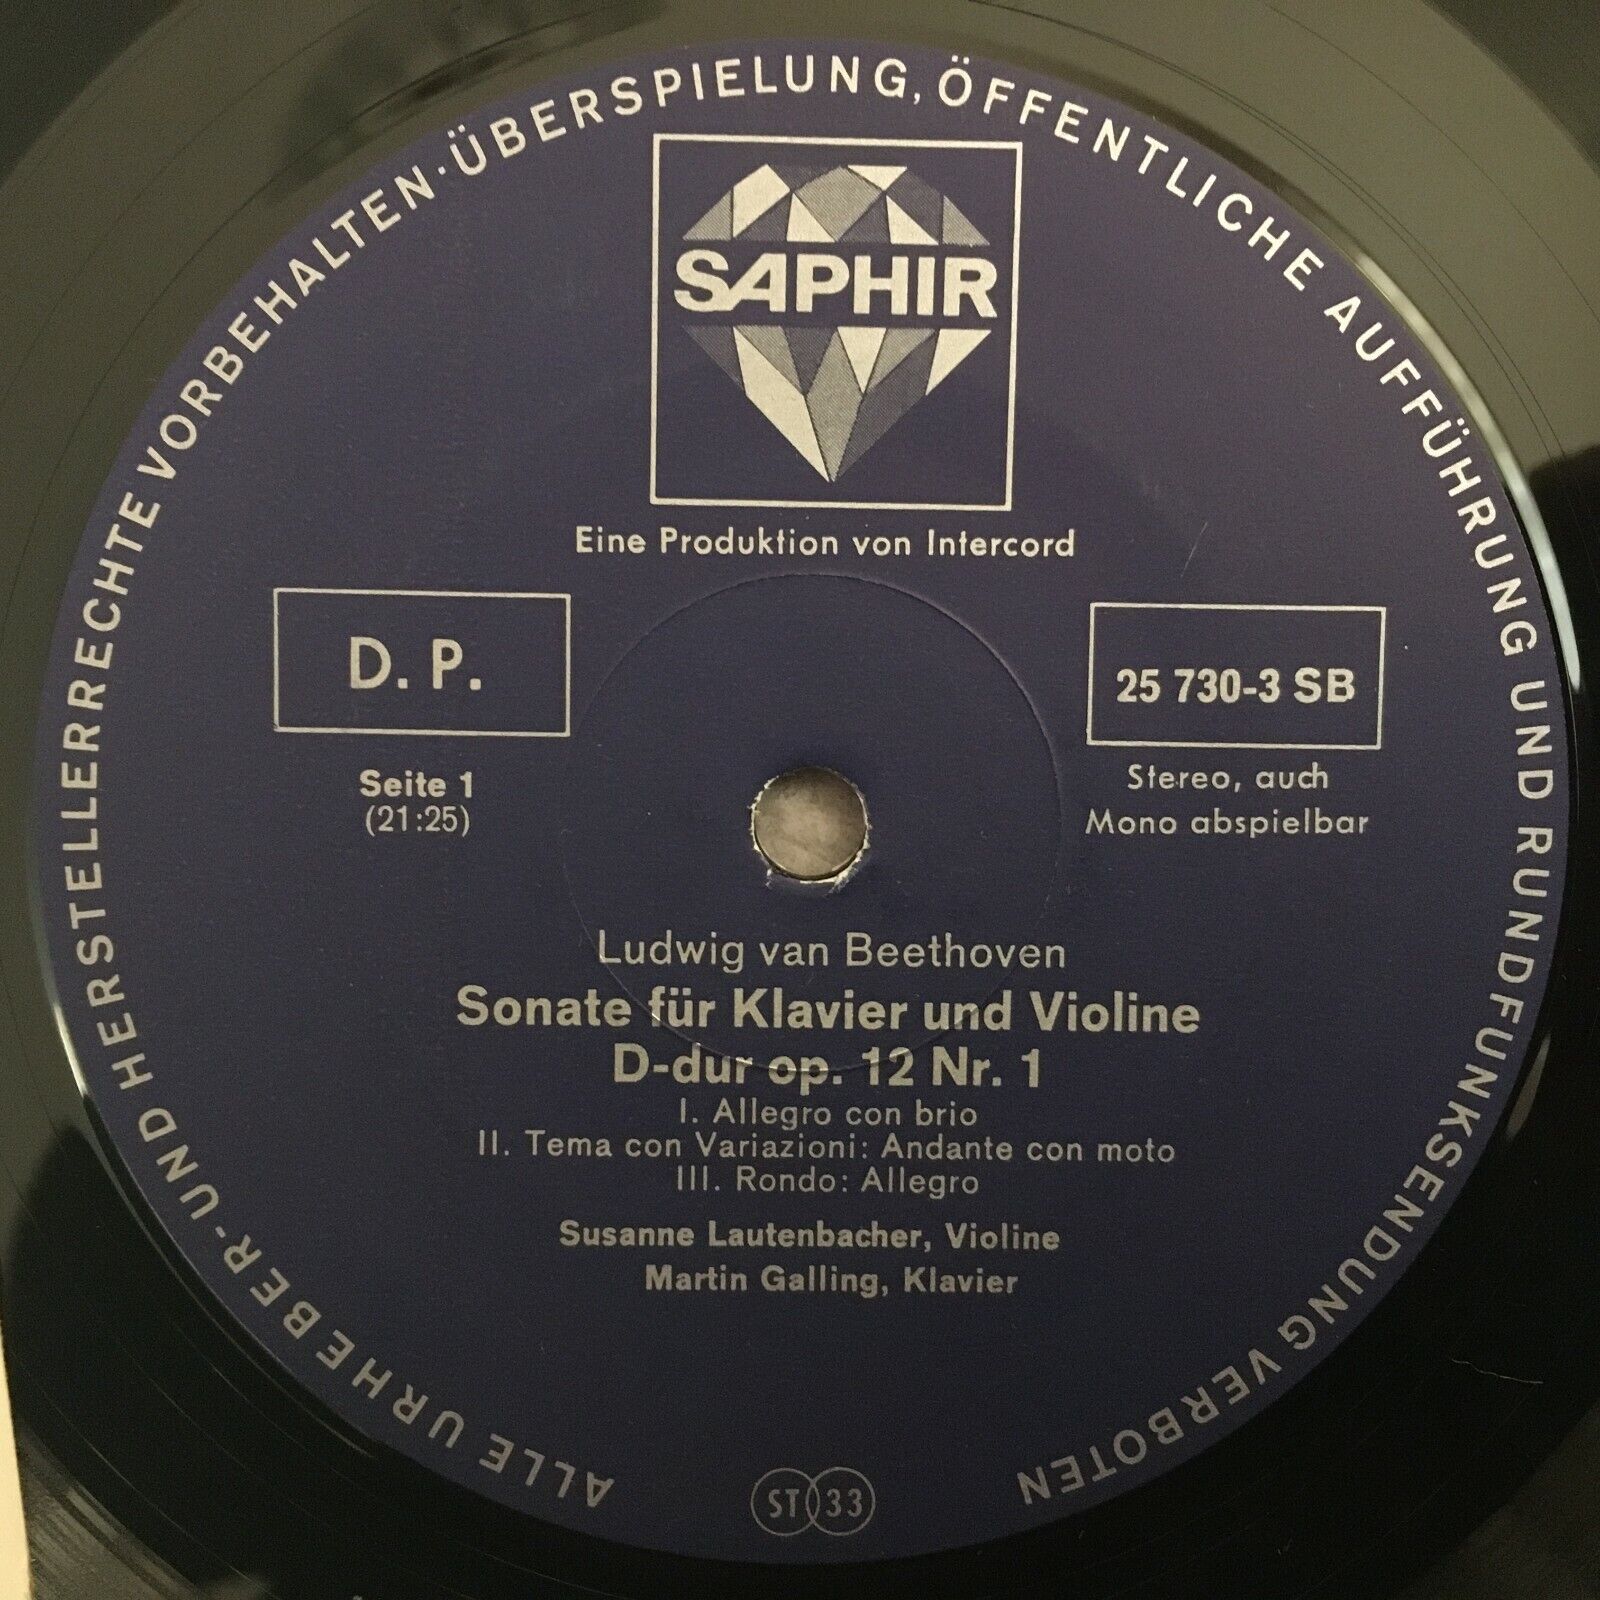 ALLE URHEBER-UND HERSTELLERRECHTE VORBEHALTEN·ÜBERSPIELUNG, ÖFFENTLICHE AUFFÜHRUNG UND RUNDFUNKSENDUNG VERBOTEN
SAPHIR
Eine Produktion von Intercord
D. P.
25 730-3 SB
Seite 1
(21:25)
Stereo, auch
Mono abspielbar
Ludwig van Beethoven
Sonate für Klavier und Violine
D-dur op. 12 Nr. 1
I. Allegro con brio
II. Tema con Variazioni: Andante con moto
III. Rondo: Allegro
Susanne Lautenbacher, Violine
Martin Galling, Klavier
ST 33